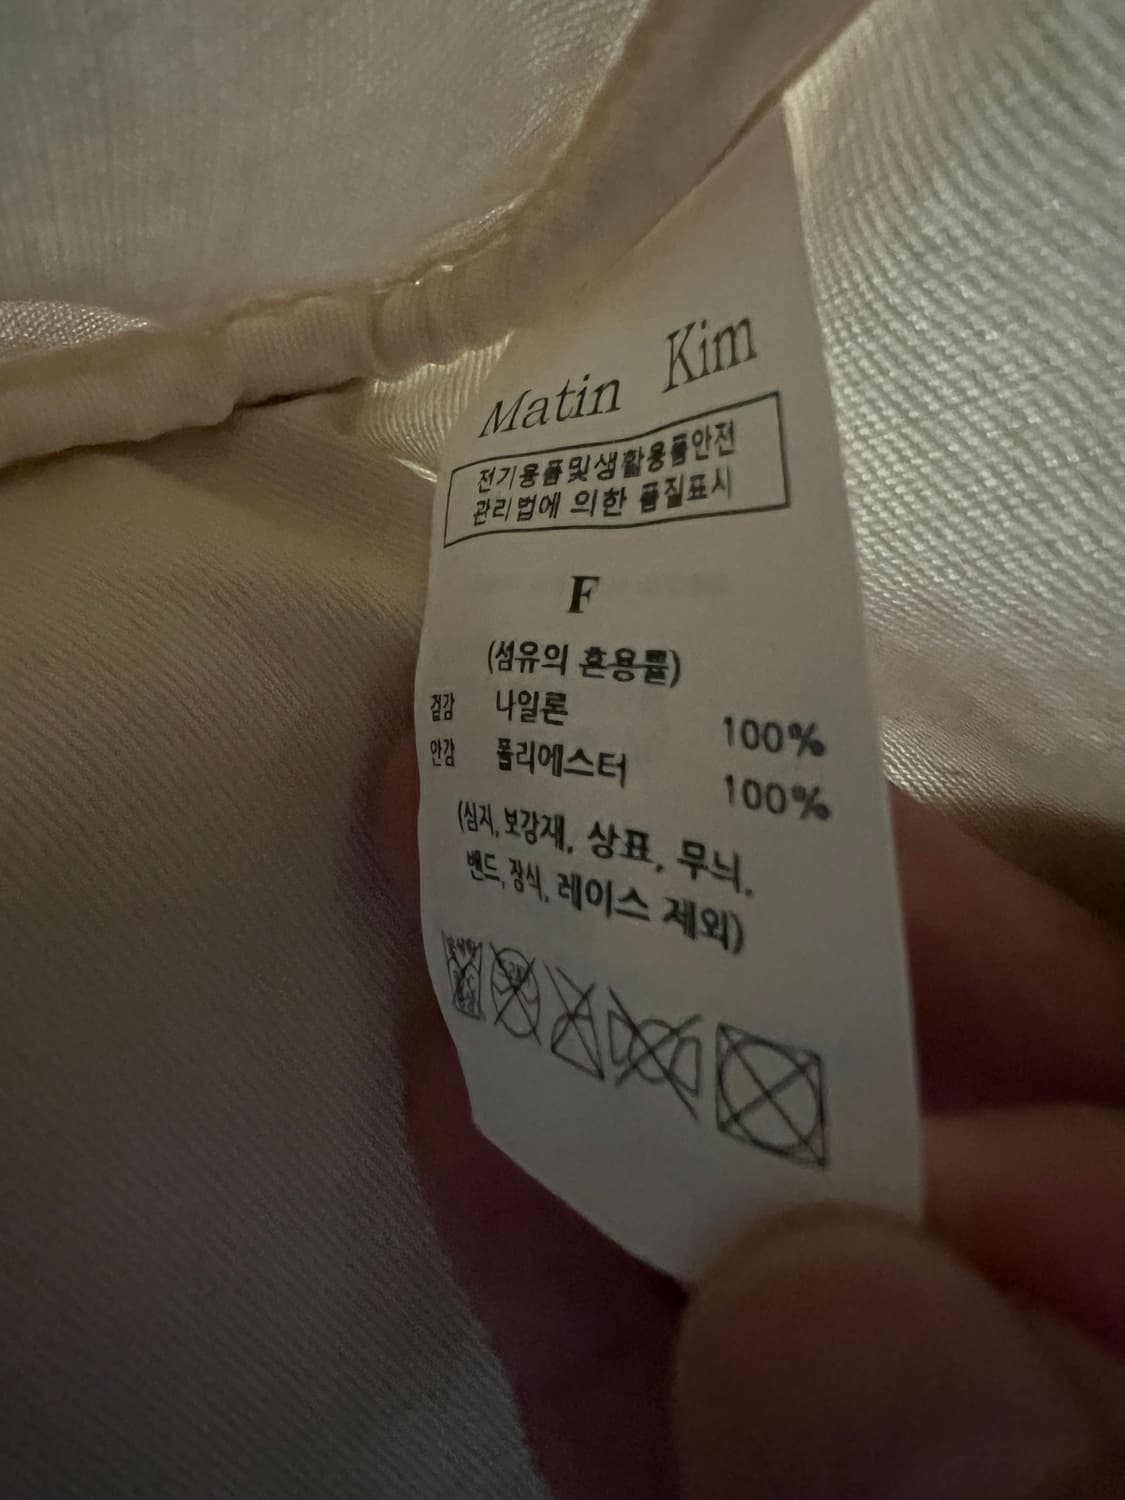 Matin Kim
전기용품및생활용품안전
관리법에 의한 품질표시
F
(섬유의 혼용률)
겉감 나일론 100%
안감 폴리에스터 100%
(심지, 보강재, 상표, 무늬,
밴드, 장식, 레이스 제외)